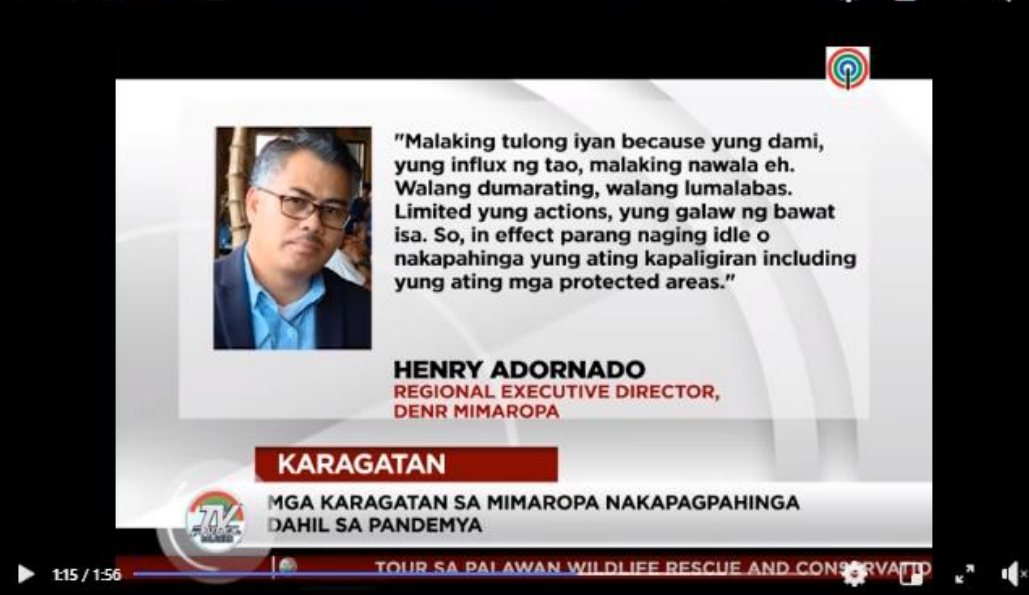 "Malaking tulong iyan because yung dami,
yung influx ng tao, malaking nawala eh.
Walang dumarating, walang lumalabas.
Limited yung actions, yung galaw ng bawat
isa. So, in effect parang naging idle o
nakapahinga yung ating kapaligiran including
yung ating mga protected areas."
HENRY ADORNADO
REGIONAL EXECUTIVE DIRECTOR,
DENR MIMAROPA
KARAGATAN
MGA KARAGATAN SA MIMAROPA NAKAPAGPAHINGA
DAHIL SA PANDEMYA
TV
TOUR SA PALAWAN WILDLIFE RESCUE AND
1:15 / 1:56